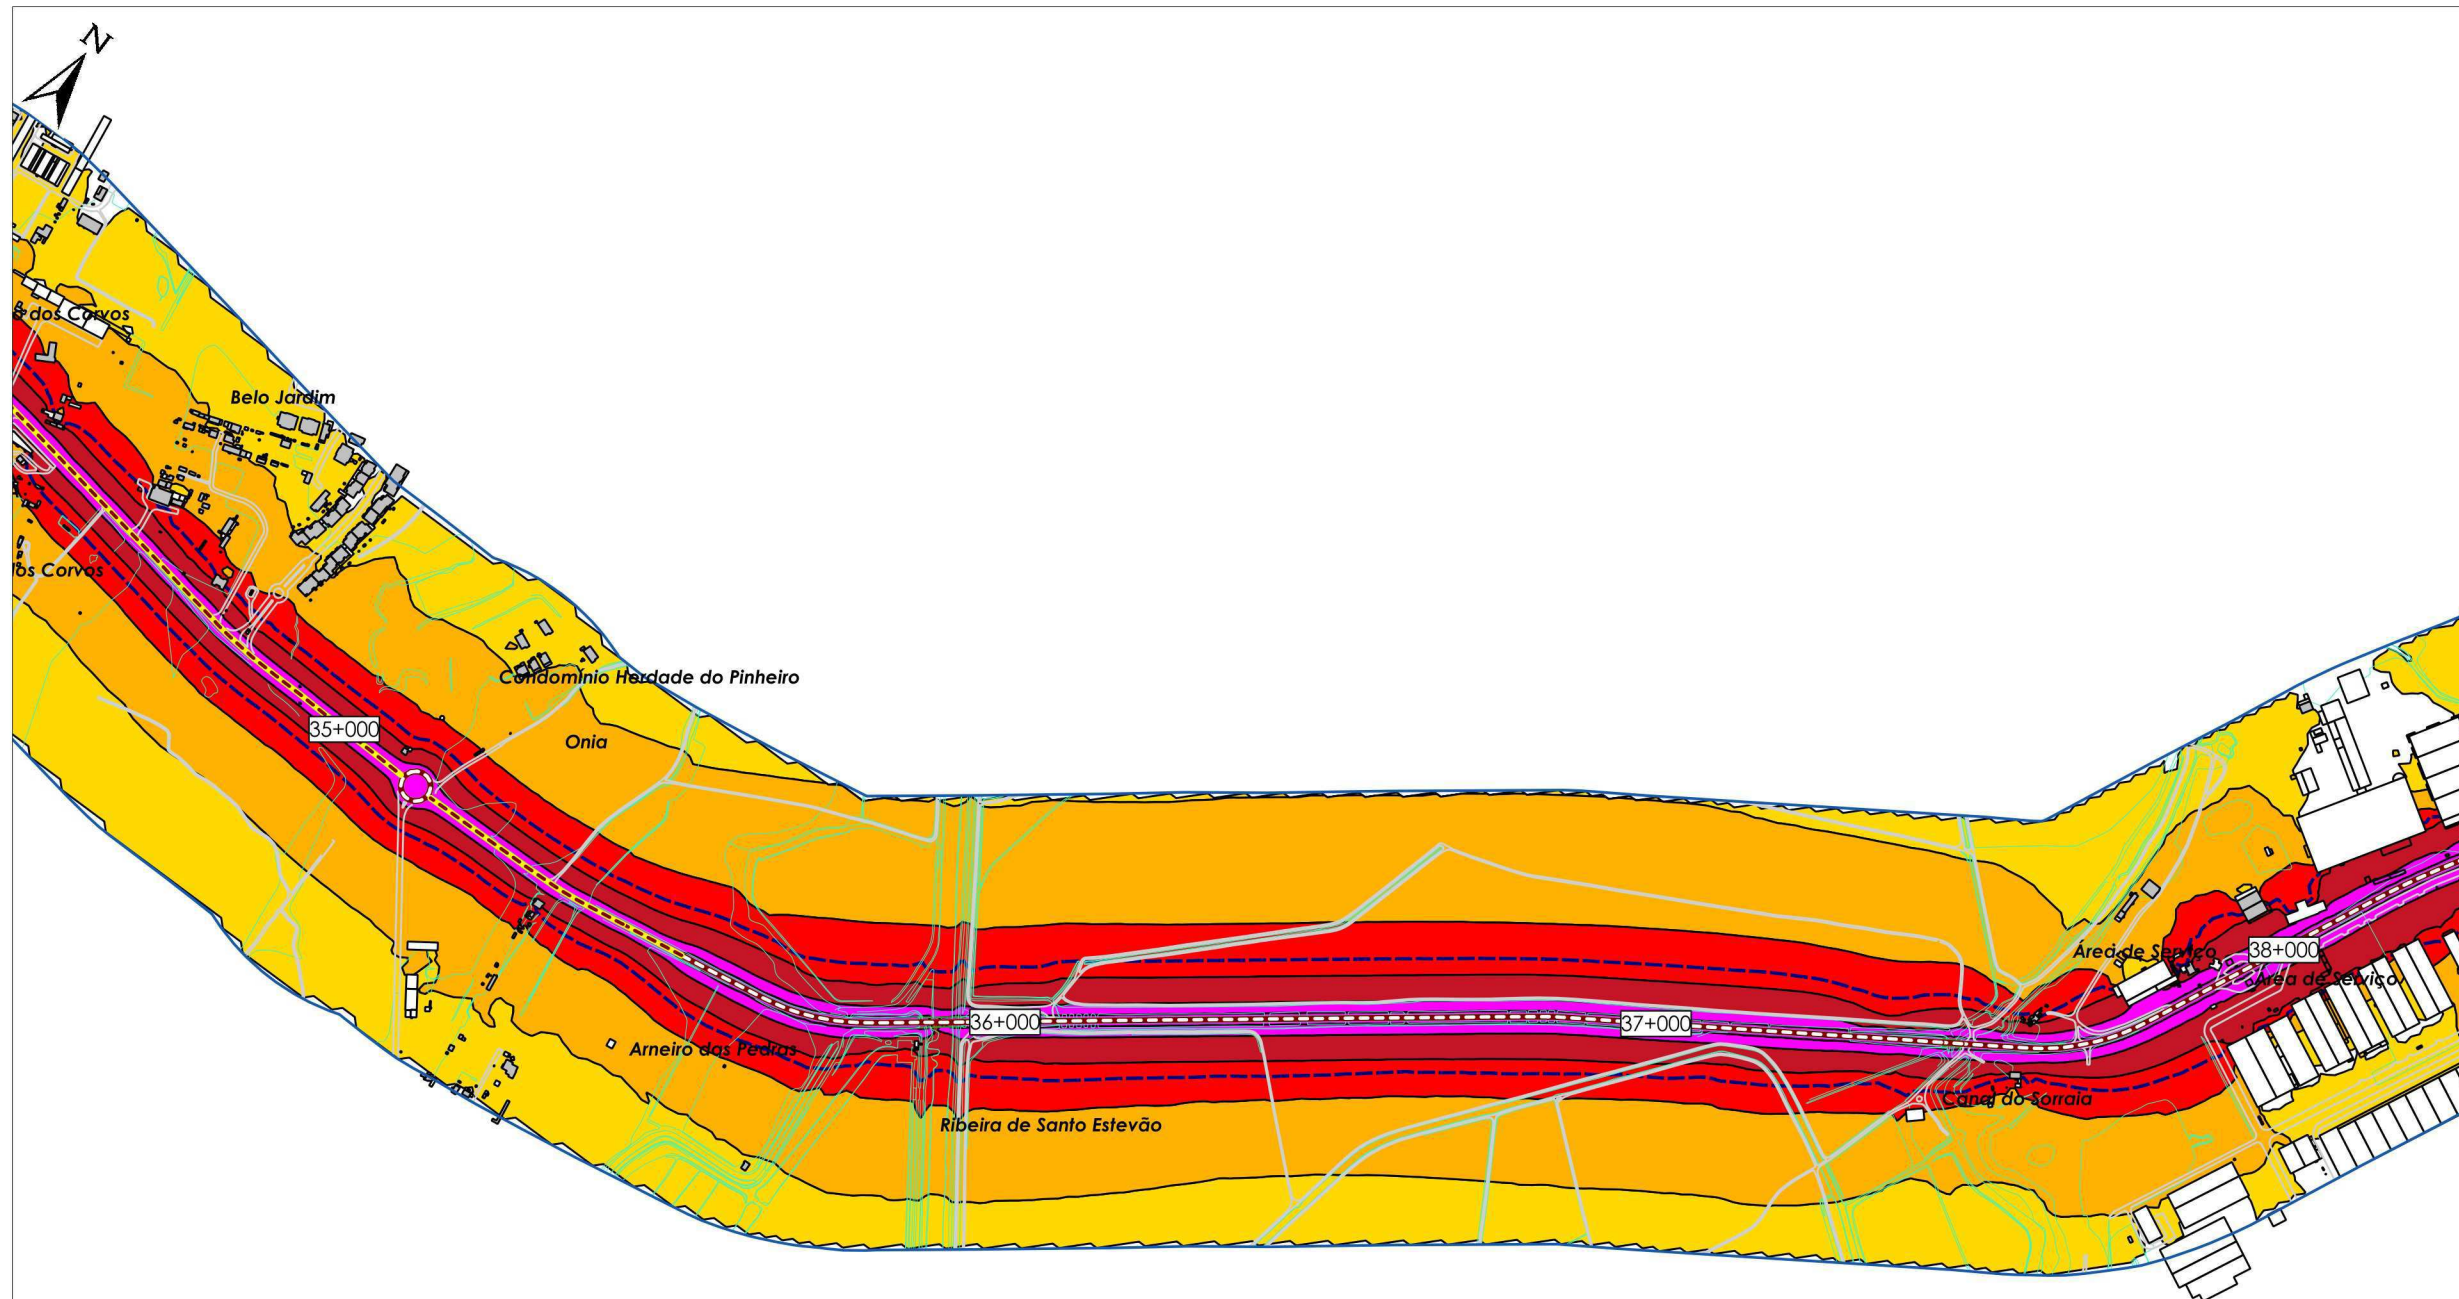 N
dos Corvos
Belo Jardim
los Corvos
Condomínio Herdade do Pinheiro
35+000
Onia
Área de Serviço
38+000
Área de Serviço
36+000
37+000
Arneiro das Pedras
Canal do Sorraia
Ribeira de Santo Estevão